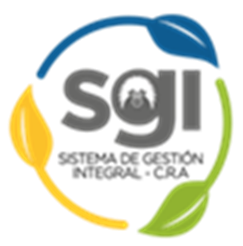 sgi
SISTEMA DE GESTIÓN
INTEGRAL - C.R.A